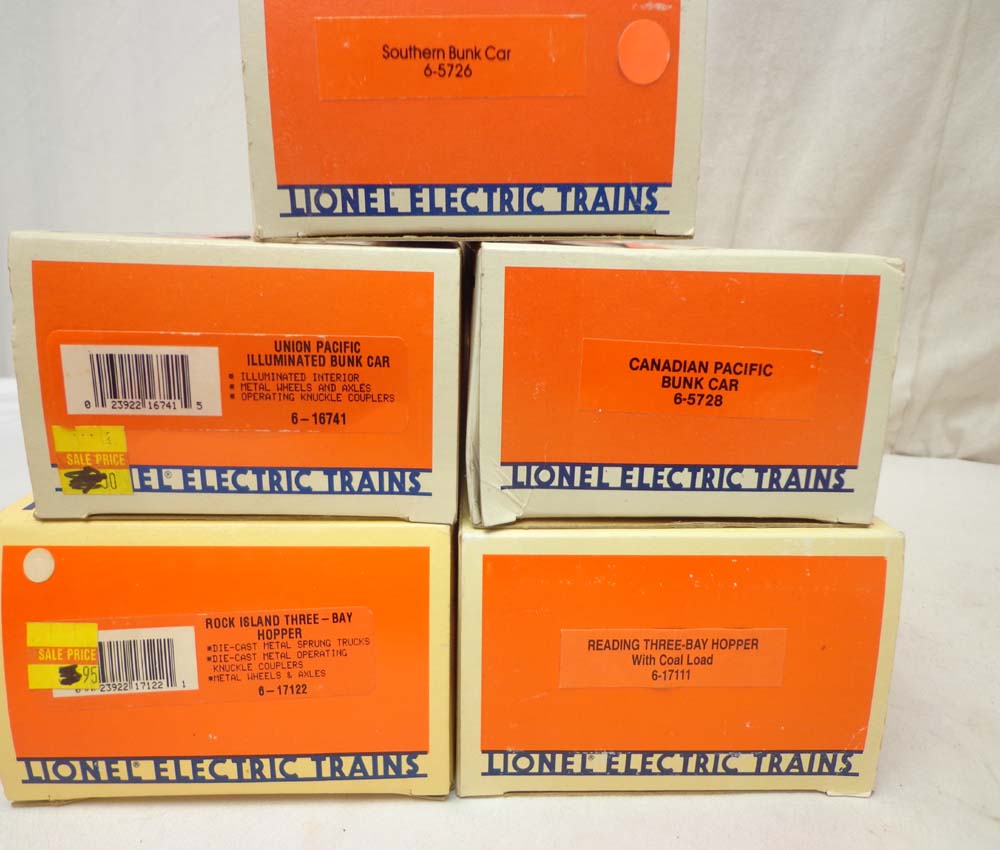 Southern Bunk Car
6-5726
LIONEL® ELECTRIC TRAINS
UNION PACIFIC
ILLUMINATED BUNK CAR
* ILLUMINATED INTERIOR
* METAL WHEELS AND AXLES
* OPERATING KNUCKLE COUPLERS
6-16741
0 23922 16741 5
SALE PRICE
EL® ELECTRIC TRAINS
CANADIAN PACIFIC
BUNK CAR
6-5728
LIONEL® ELECTRIC TRAINS
ROCK ISLAND THREE-BAY
HOPPER
*DIE-CAST METAL SPRUNG TRUCKS
*DIE-CAST METAL OPERATING
KNUCKLE COUPLERS
*METAL WHEELS & AXLES
6-17122
23922 17122 1
SALE PRICE
95
LIONEL® ELECTRIC TRAINS
READING THREE-BAY HOPPER
With Coal Load
6-17111
LIONEL® ELECTRIC TRAINS